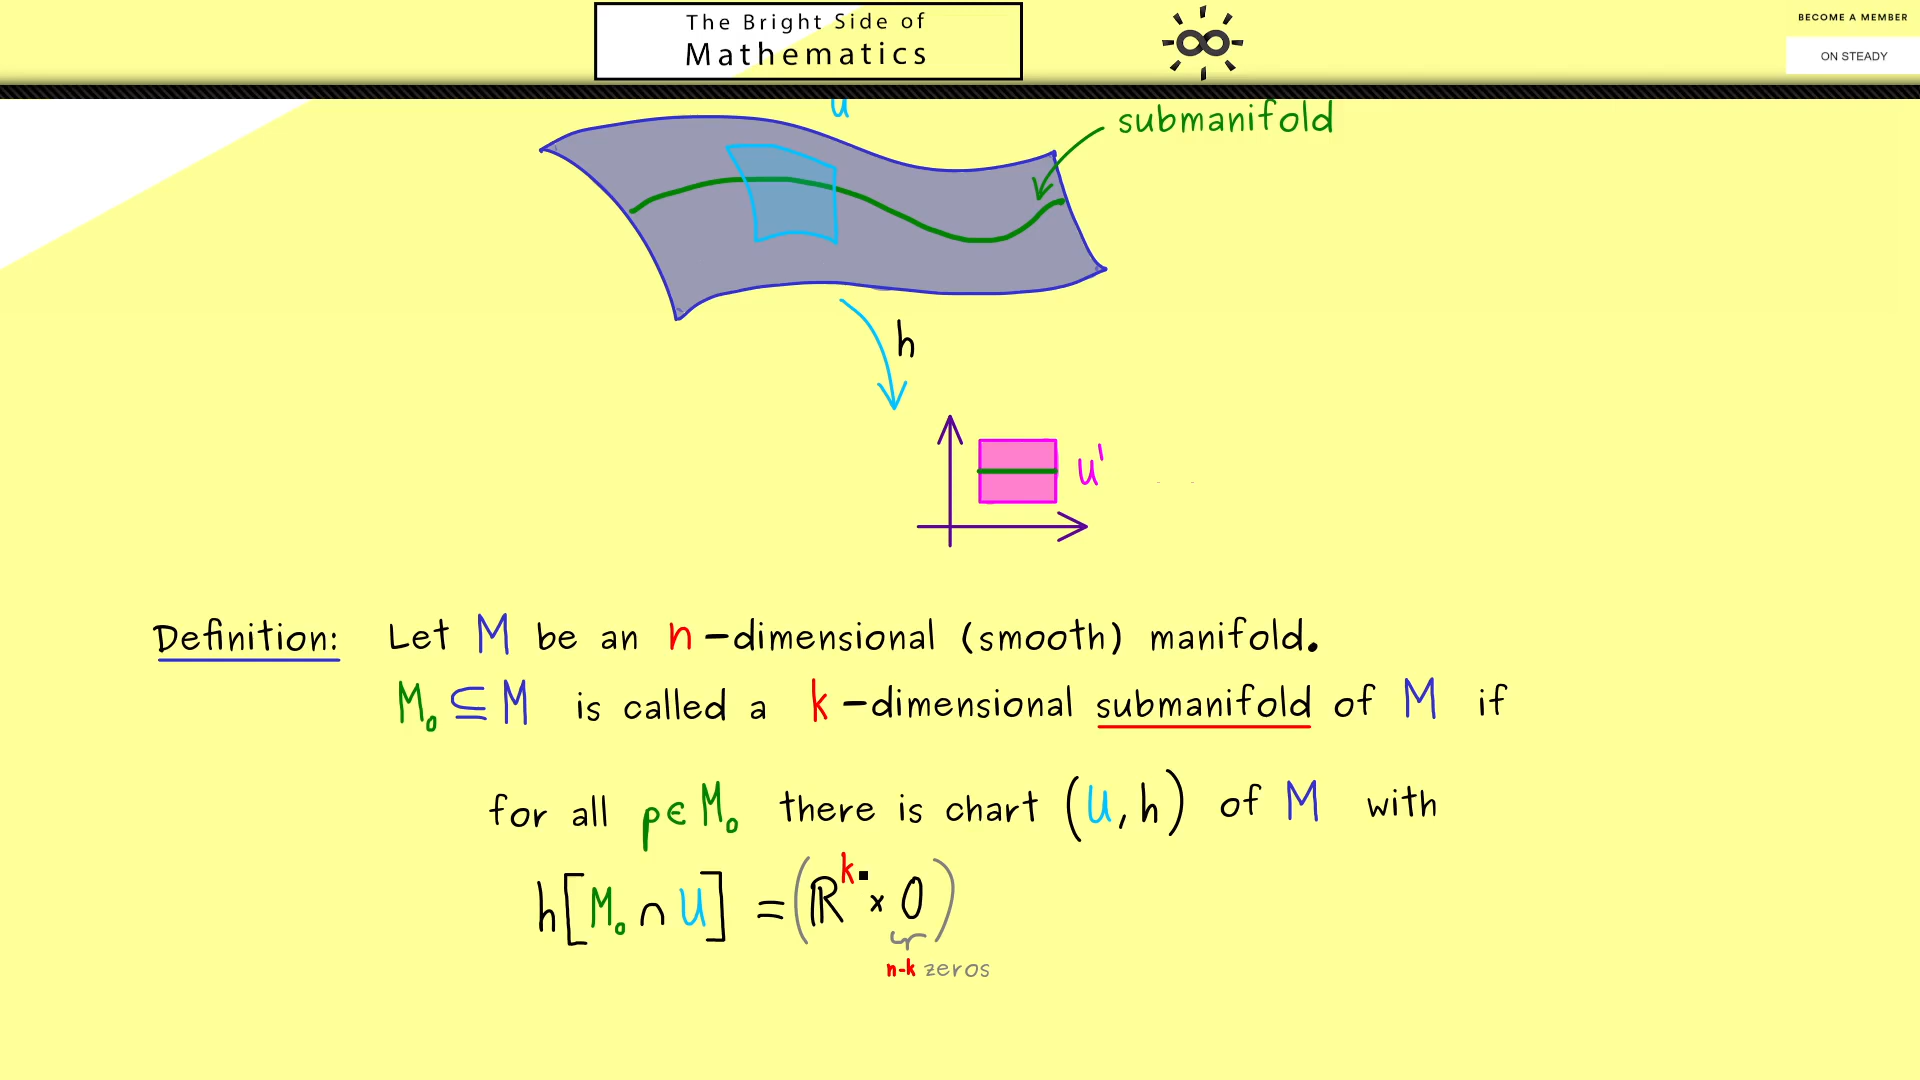 The Bright Side of
Mathematics
BECOME A MEMBER
ON STEADY
U
submanifold
h
U'
Definition: Let M be an n-dimensional (smooth) manifold.
M₀ ⊆ M is called a k-dimensional submanifold of M if
for all p∈M₀ there is chart (U, h) of M with
h[M₀ ∩ U] = (ℝᵏ × 0)
n-k zeros